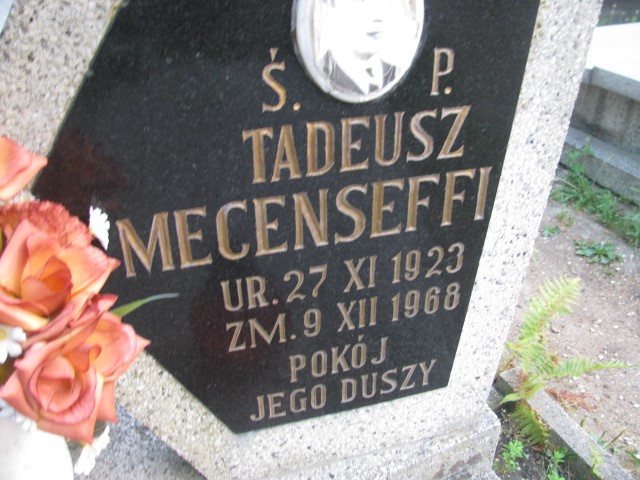 Ś. P.
TADEUSZ
MECENSEFFI
UR. 27 XI 1923
ZM. 9 XII 1968
POKÓJ
JEGO DUSZY